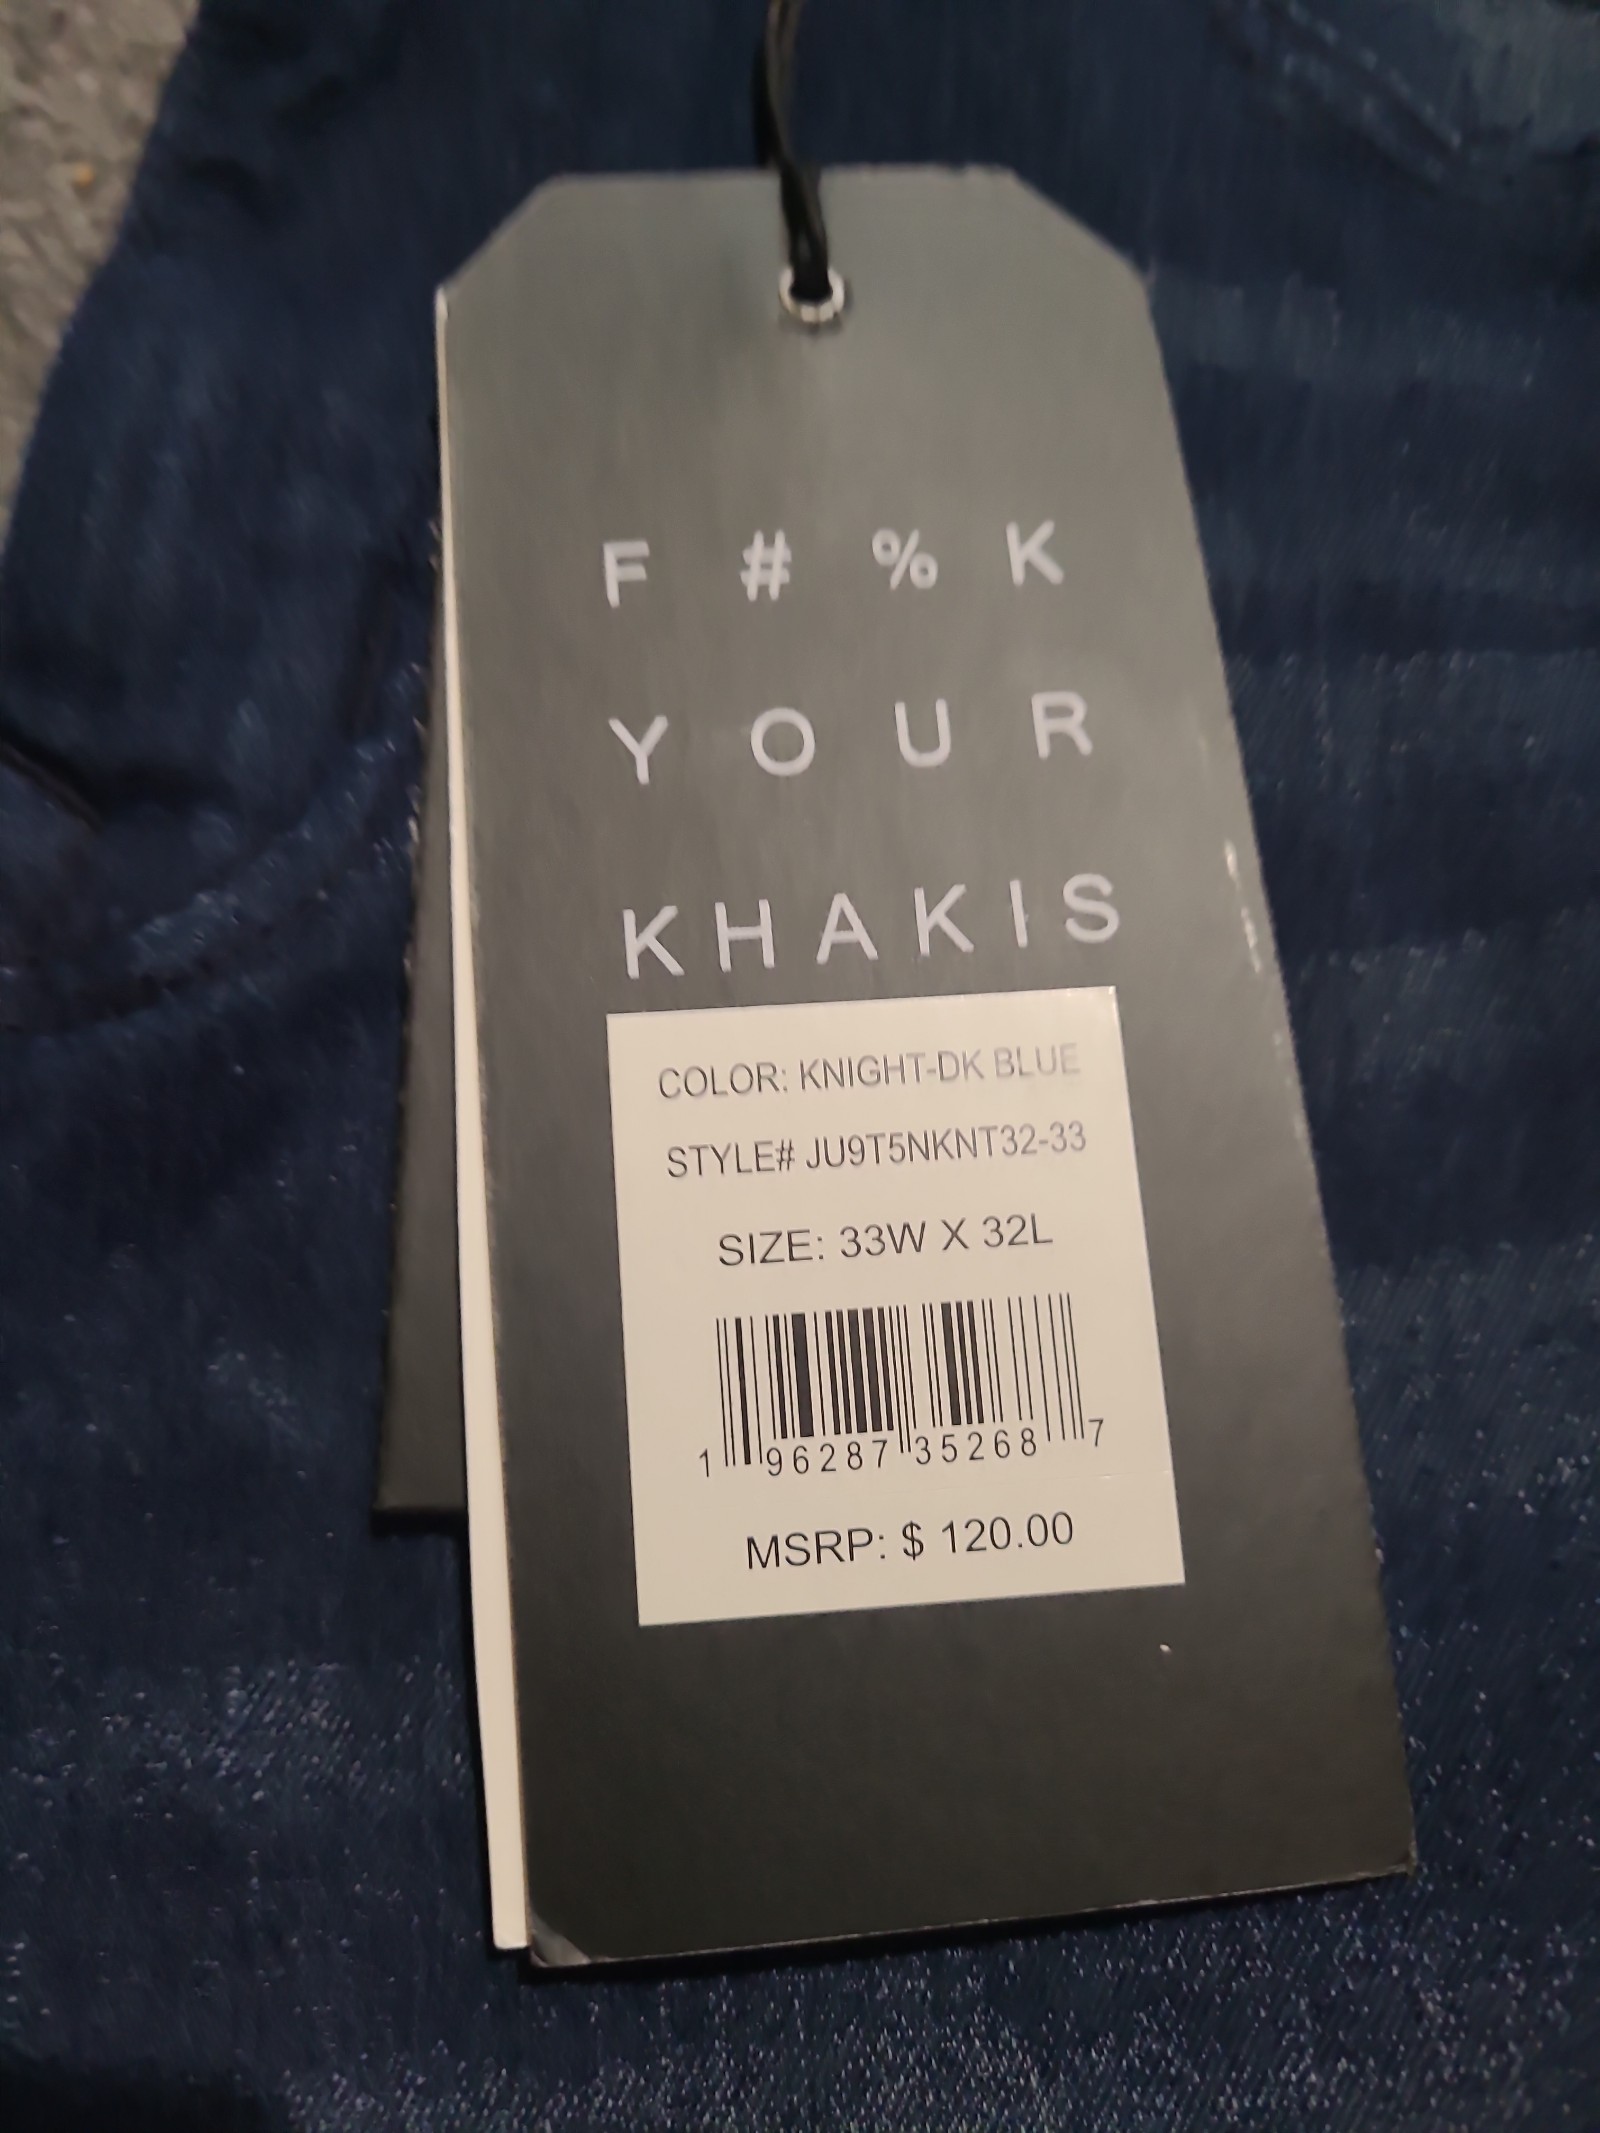 F#%K
YOUR
KHAKIS
COLOR: KNIGHT-DK BLUE
STYLE# JU9T5NKNT32-33
SIZE: 33W X 32L
1 96287 35268 7
MSRP: $ 120.00